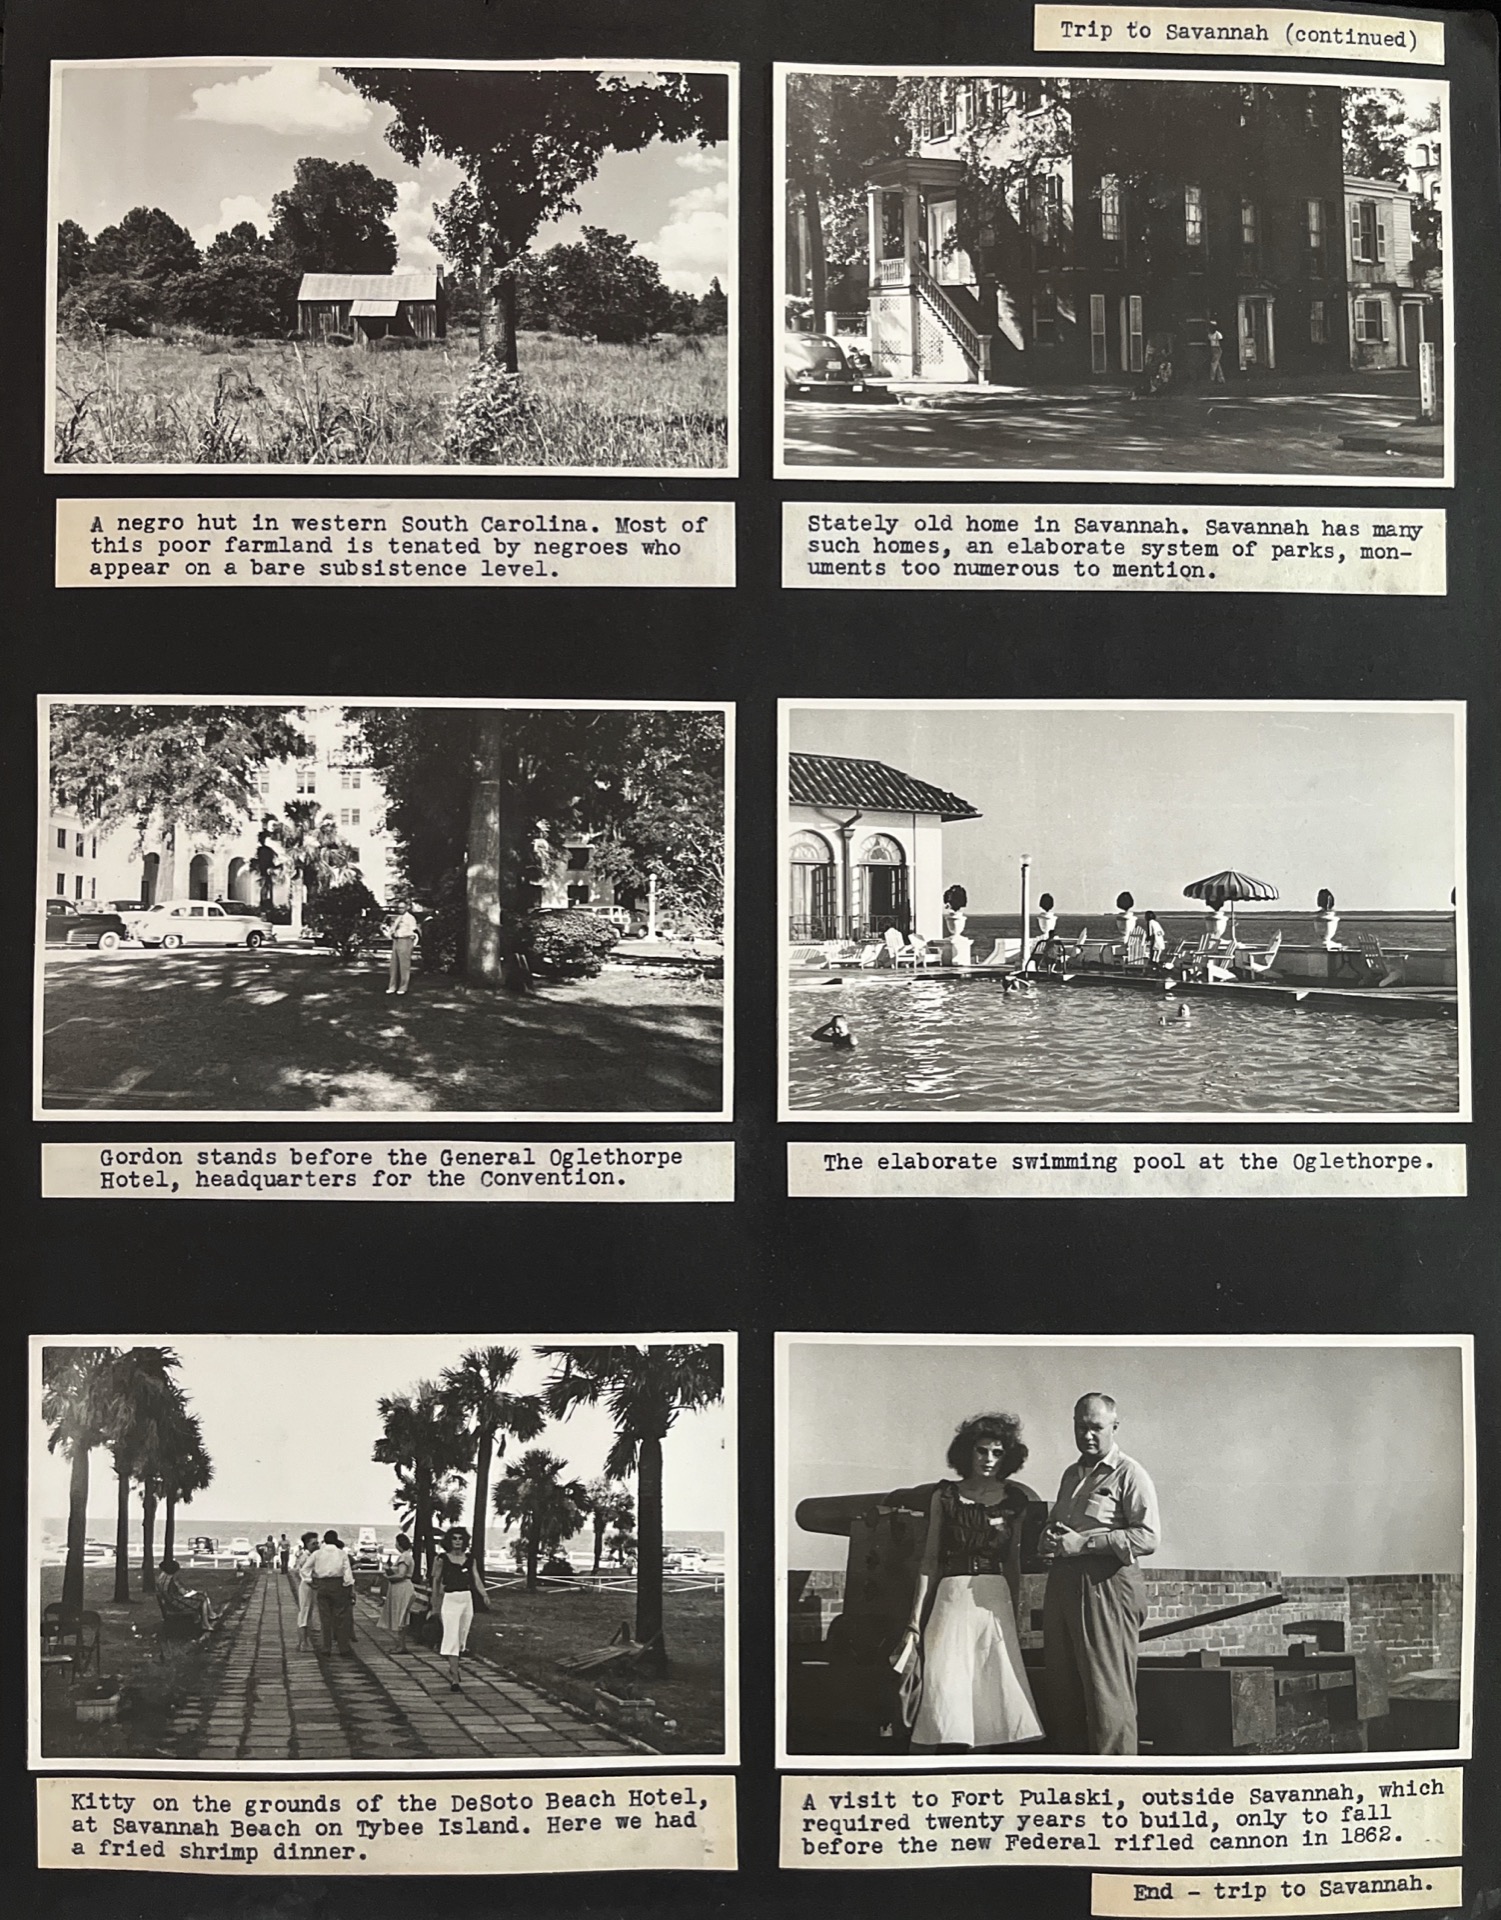 Trip to Savannah (continued)
A negro hut in western South Carolina. Most of
this poor farmland is tenated by negroes who
appear on a bare subsistence level.
Stately old home in Savannah. Savannah has many
such homes, an elaborate system of parks, mon-
uments too numerous to mention.
Gordon stands before the General Oglethorpe
Hotel, headquarters for the Convention.
The elaborate swimming pool at the Oglethorpe.
Kitty on the grounds of the DeSoto Beach Hotel,
at Savannah Beach on Tybee Island. Here we had
a fried shrimp dinner.
A visit to Fort Pulaski, outside Savannah, which
required twenty years to build, only to fall
before the new Federal rifled cannon in 1862.
End - trip to Savannah.